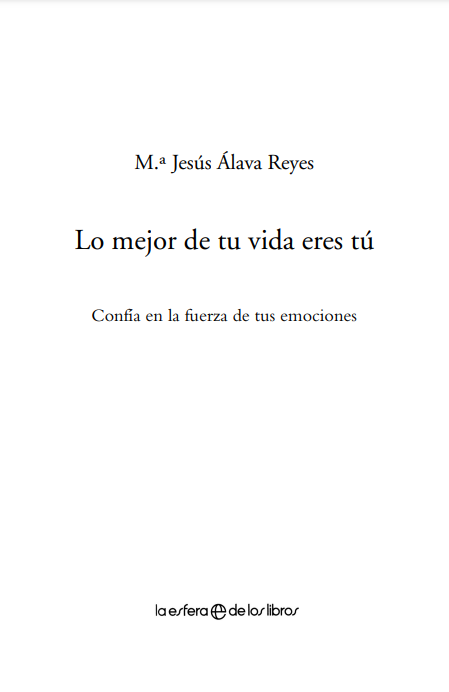 M.ª Jesús Álava Reyes
Lo mejor de tu vida eres tú
Confía en la fuerza de tus emociones
la esfera de los libros